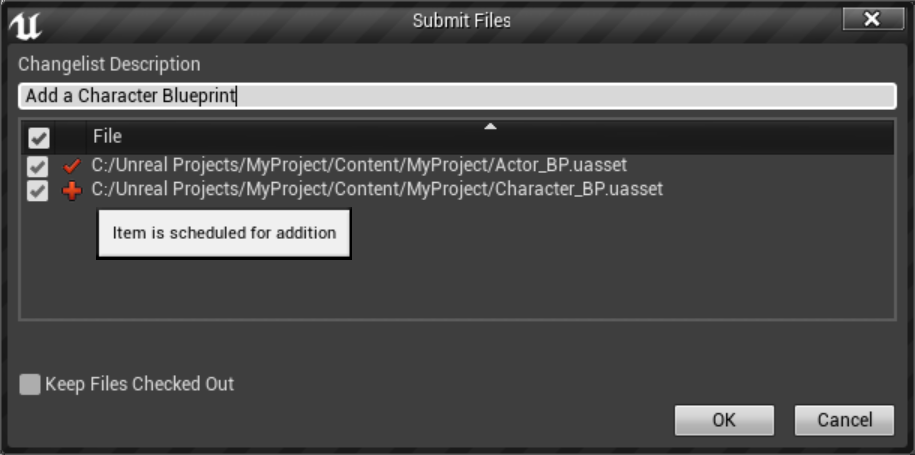 Submit Files
Changelist Description
Add a Character Blueprint
File
C:/Unreal Projects/MyProject/Content/MyProject/Actor_BP.uasset
C:/Unreal Projects/MyProject/Content/MyProject/Character_BP.uasset
Item is scheduled for addition
Keep Files Checked Out
OK Cancel